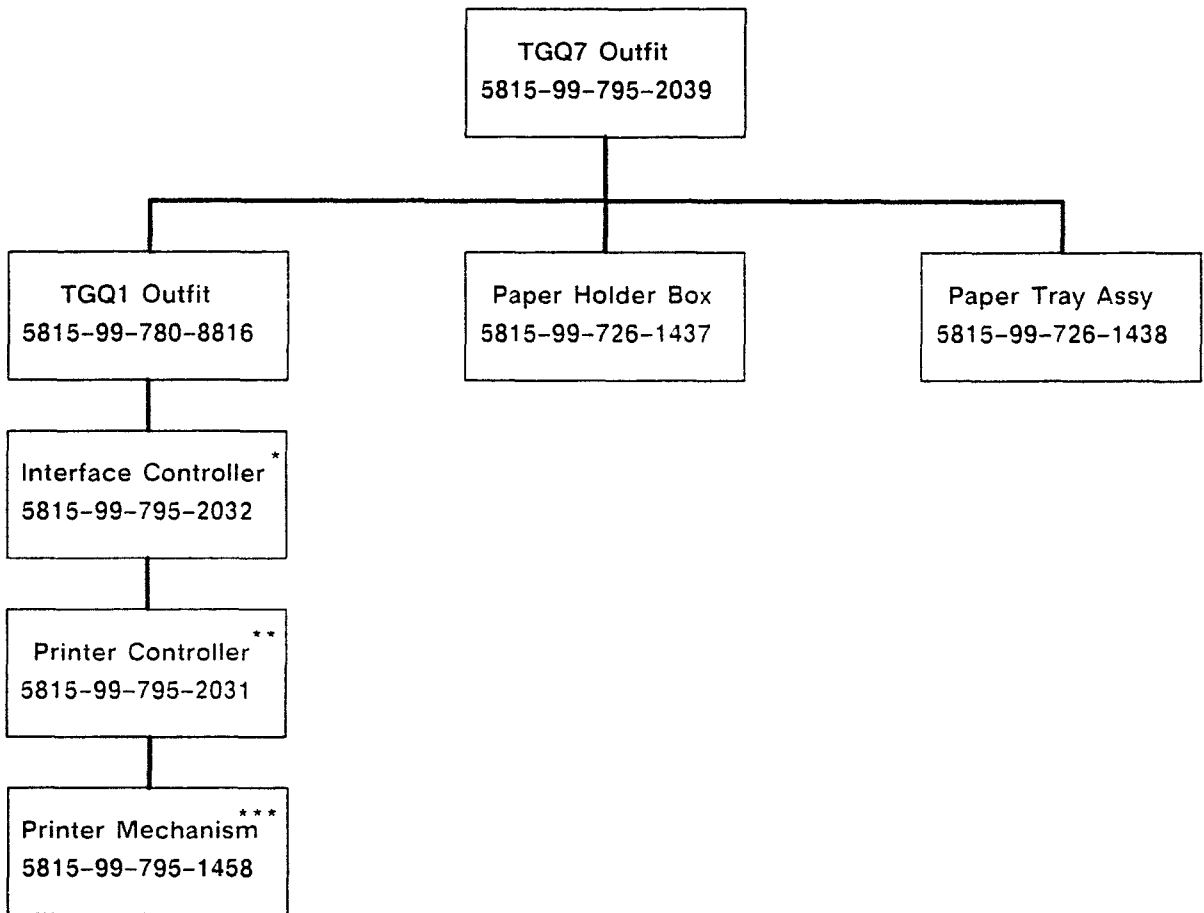 TGQ7 Outfit
5815-99-795-2039
TGQ1 Outfit
5815-99-780-8816
Paper Holder Box
5815-99-726-1437
Paper Tray Assy
5815-99-726-1438
Interface Controller*
5815-99-795-2032
Printer Controller**
5815-99-795-2031
Printer Mechanism***
5815-99-795-1458